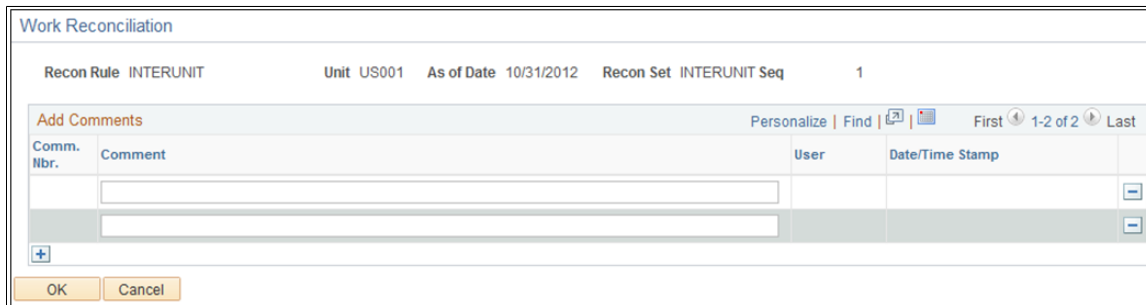 Work Reconciliation
Recon Rule INTERUNIT Unit US001 As of Date 10/31/2012 Recon Set INTERUNIT Seq 1
Add Comments Personalize | Find | | First 1-2 of 2 Last
Comm. Nbr. Comment User Date/Time Stamp
OK Cancel